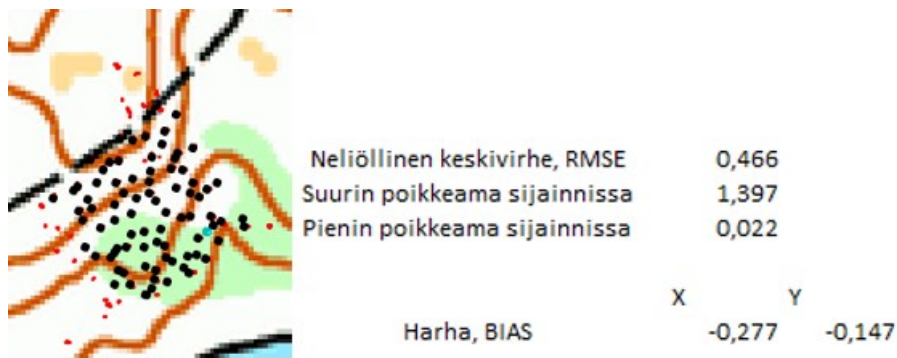 Neliöllinen keskivirhe, RMSE 0,466
Suurin poikkeama sijainnissa 1,397
Pienin poikkeama sijainnissa 0,022
X Y
Harha, BIAS -0,277 -0,147